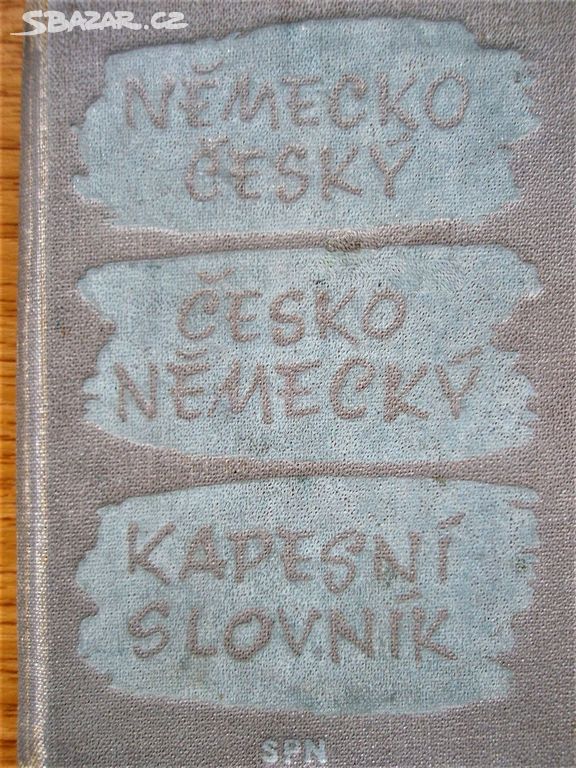 SBAZAR.CZ
NĚMECKO
ČESKÝ
ČESKO
NĚMECKÝ
KAPESNÍ
SLOVNÍK
SPN